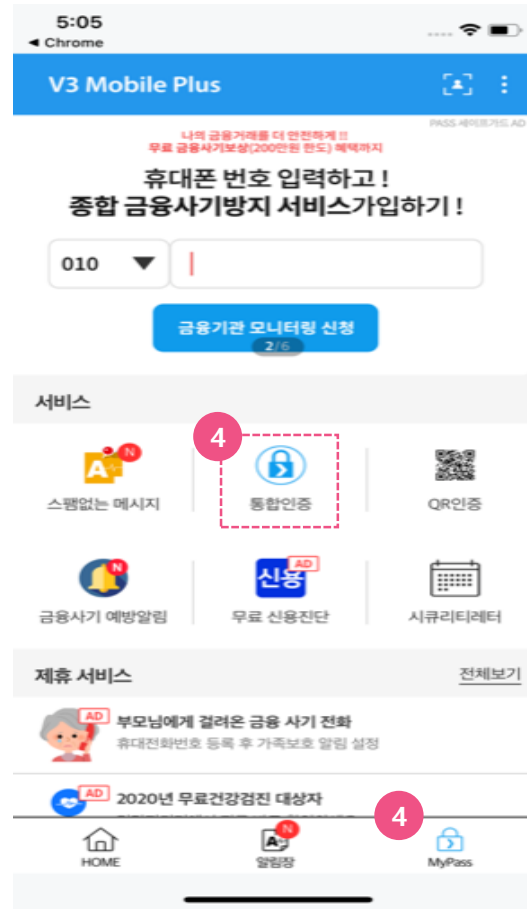 5:05
◄ Chrome
V3 Mobile Plus
PASS 세이프가드 AD
나의 금융거래를 더 안전하게 !!
무료 금융사기보상(200만원 한도) 혜택까지
휴대폰 번호 입력하고 !
종합 금융사기방지 서비스가입하기 !
010
금융기관 모니터링 신청
2/6
서비스
4
N
스팸없는 메시지
통합인증
QR인증
N
금융사기 예방알림
AD
신용
무료 신용진단
시큐리티레터
제휴 서비스
전체보기
AD
부모님에게 걸려온 금융 사기 전화
휴대전화번호 등록 후 가족보호 알림 설정
AD
2020년 무료건강검진 대상자
4
HOME
N
알림장
MyPass